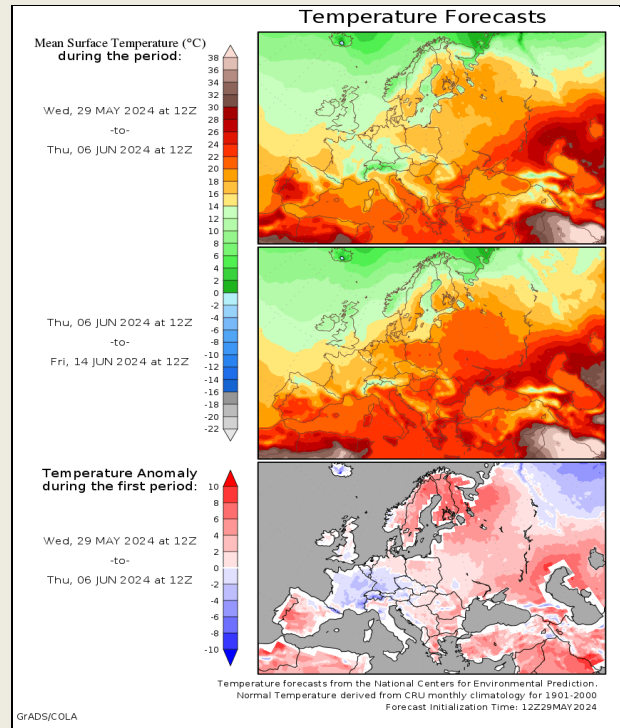 Temperature Forecasts
Mean Surface Temperature (°C)
during the period:
38
36
34
32
30
28
26
24
22
20
18
16
14
12
10
8
6
4
2
0
-2
-4
-6
-8
-10
-12
-14
-16
-18
-20
-22
Wed, 29 MAY 2024 at 12Z
-to-
Thu, 06 JUN 2024 at 12Z
Thu, 06 JUN 2024 at 12Z
-to-
Fri, 14 JUN 2024 at 12Z
Temperature Anomaly
during the first period:
10
8
6
4
2
0
-2
-4
-6
-8
-10
Wed, 29 MAY 2024 at 12Z
-to-
Thu, 06 JUN 2024 at 12Z
Temperature forecasts from the National Centers for Environmental Prediction.
Normal Temperature derived from CRU monthly climatology for 1901-2000
Forecast Initialization Time: 12Z29MAY2024
GrADS/COLA